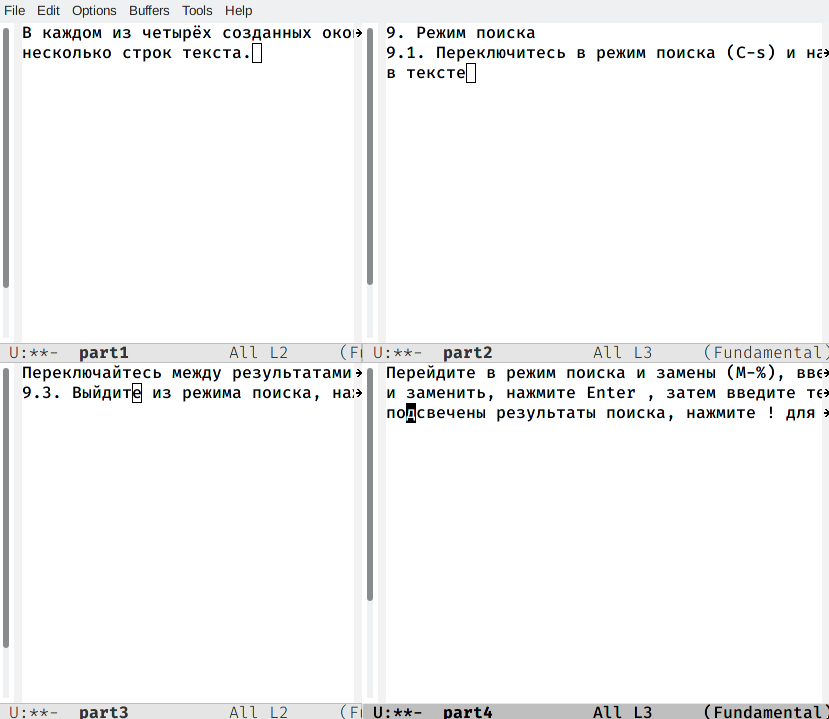 File Edit Options Buffers Tools Help
В каждом из четырёх созданных око
несколько строк текста.
U:**-  part1          All L2     (Fu
9. Режим поиска
9.1. Переключитесь в режим поиска (C-s) и на
в тексте
U:**-  part2          All L3     (Fundamental)
Переключайтесь между результатами
9.3. Выйдите из режима поиска, наж
U:**-  part3          All L2     (Fu
Перейдите в режим поиска и замены (M-%), вве
и заменить, нажмите Enter , затем введите те
подсвечены результаты поиска, нажмите ! для
U:**-  part4          All L3     (Fundamental)